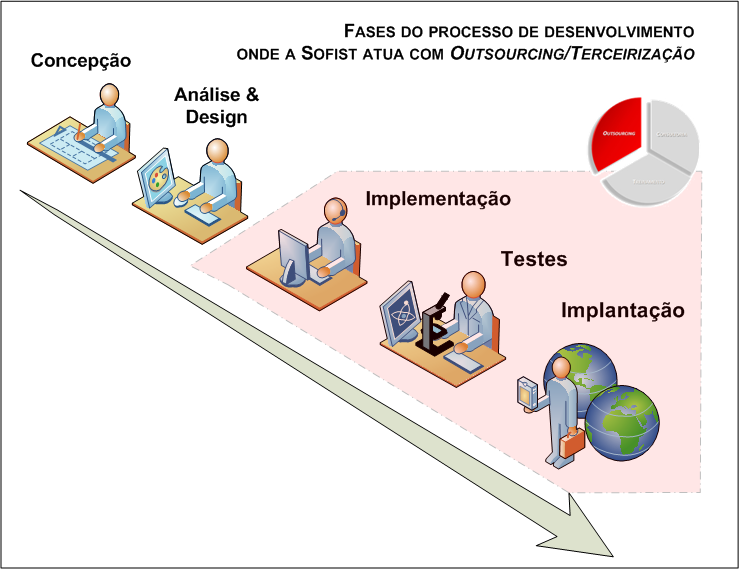 FASES DO PROCESSO DE DESENVOLVIMENTO
ONDE A SOFIST ATUA COM OUTSOURCING/TERCEIRIZAÇÃO
Concepção
Análise &
Design
OUTSOURCING
Implementação
Testes
Implantação